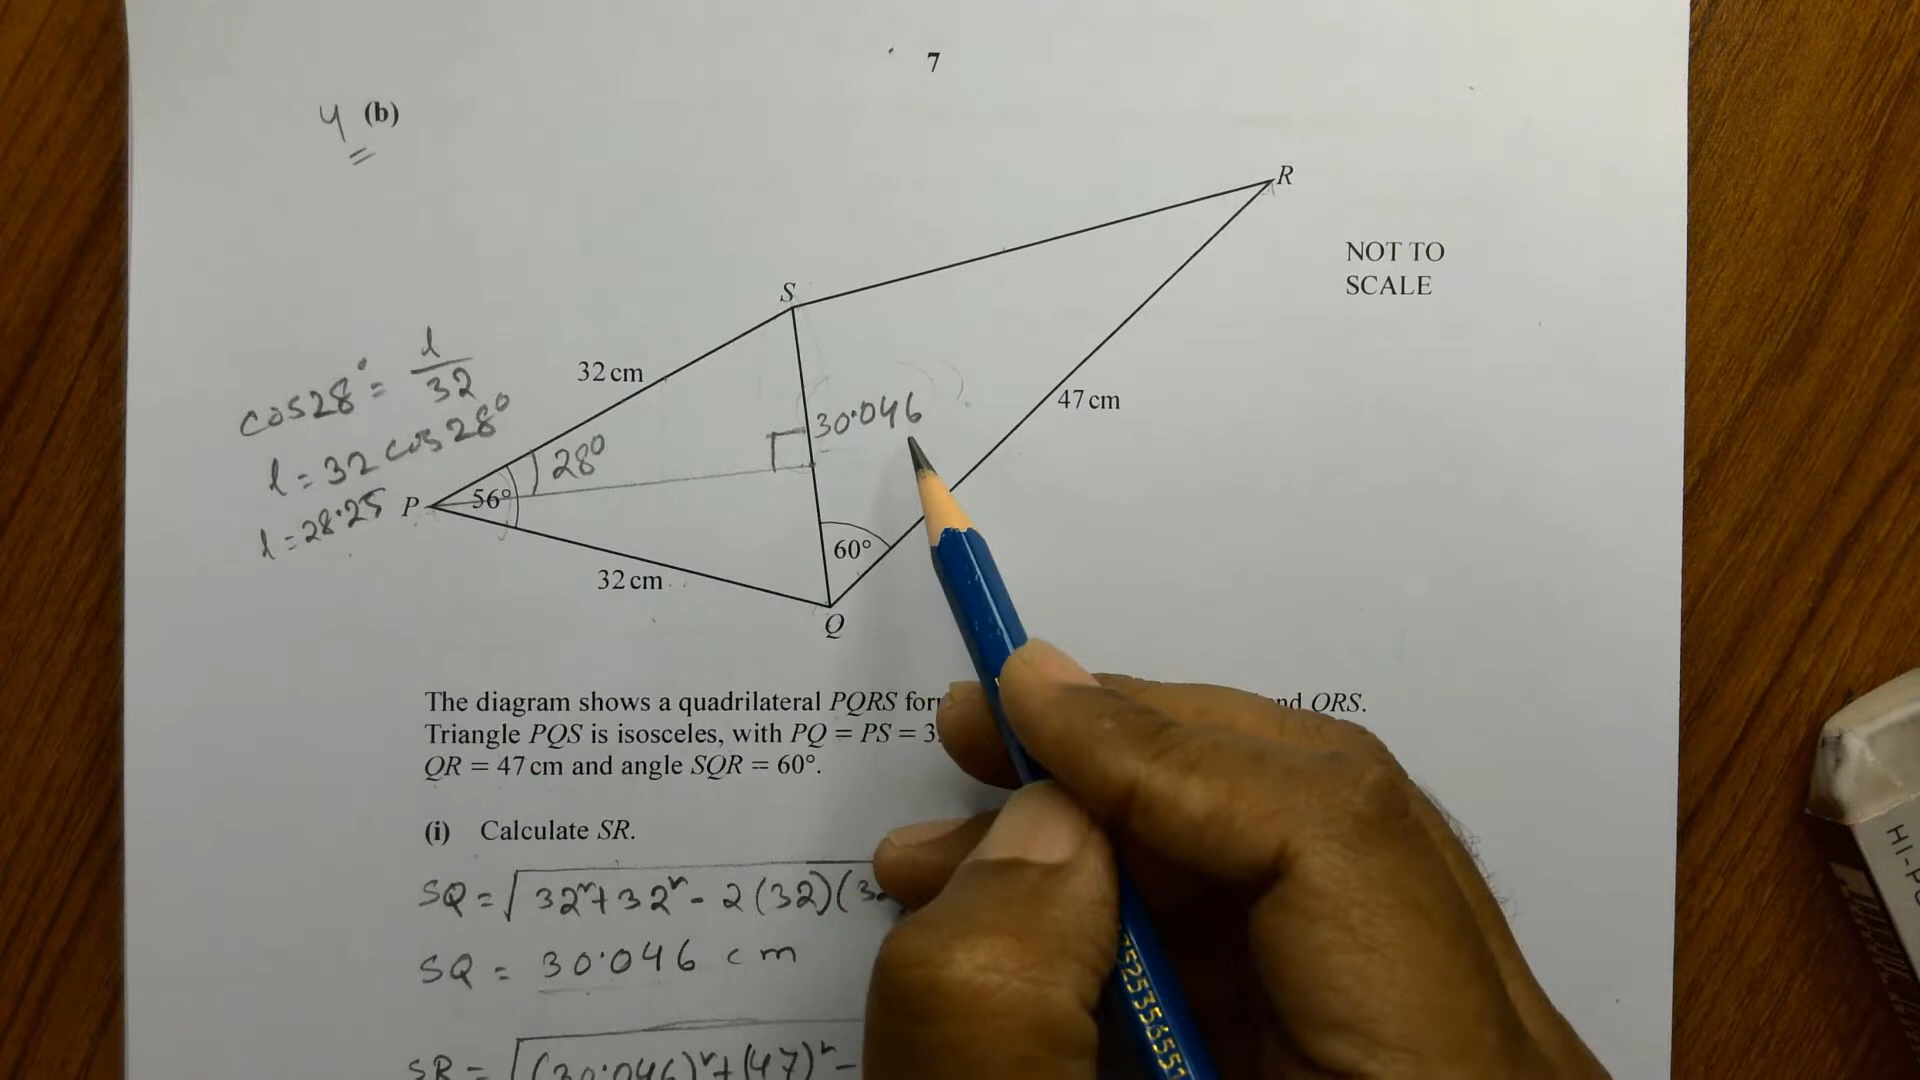 7
4 (b)
R
NOT TO
SCALE
S
cos28° = l/32
32 cm
l = 32 cos28°
30·046
47 cm
28°
l = 28·25
P
56°
60°
32 cm
Q
The diagram shows a quadrilateral PQRS nd QRS.
Triangle PQS is isosceles, with PQ = PS = 3
QR = 47 cm and angle SQR = 60°.
(i) Calculate SR.
SQ = √32² + 32² - 2(32)(32
SQ = 30·046 cm
SR = √(30·046)² + (47)² -
7525356551
HI-P